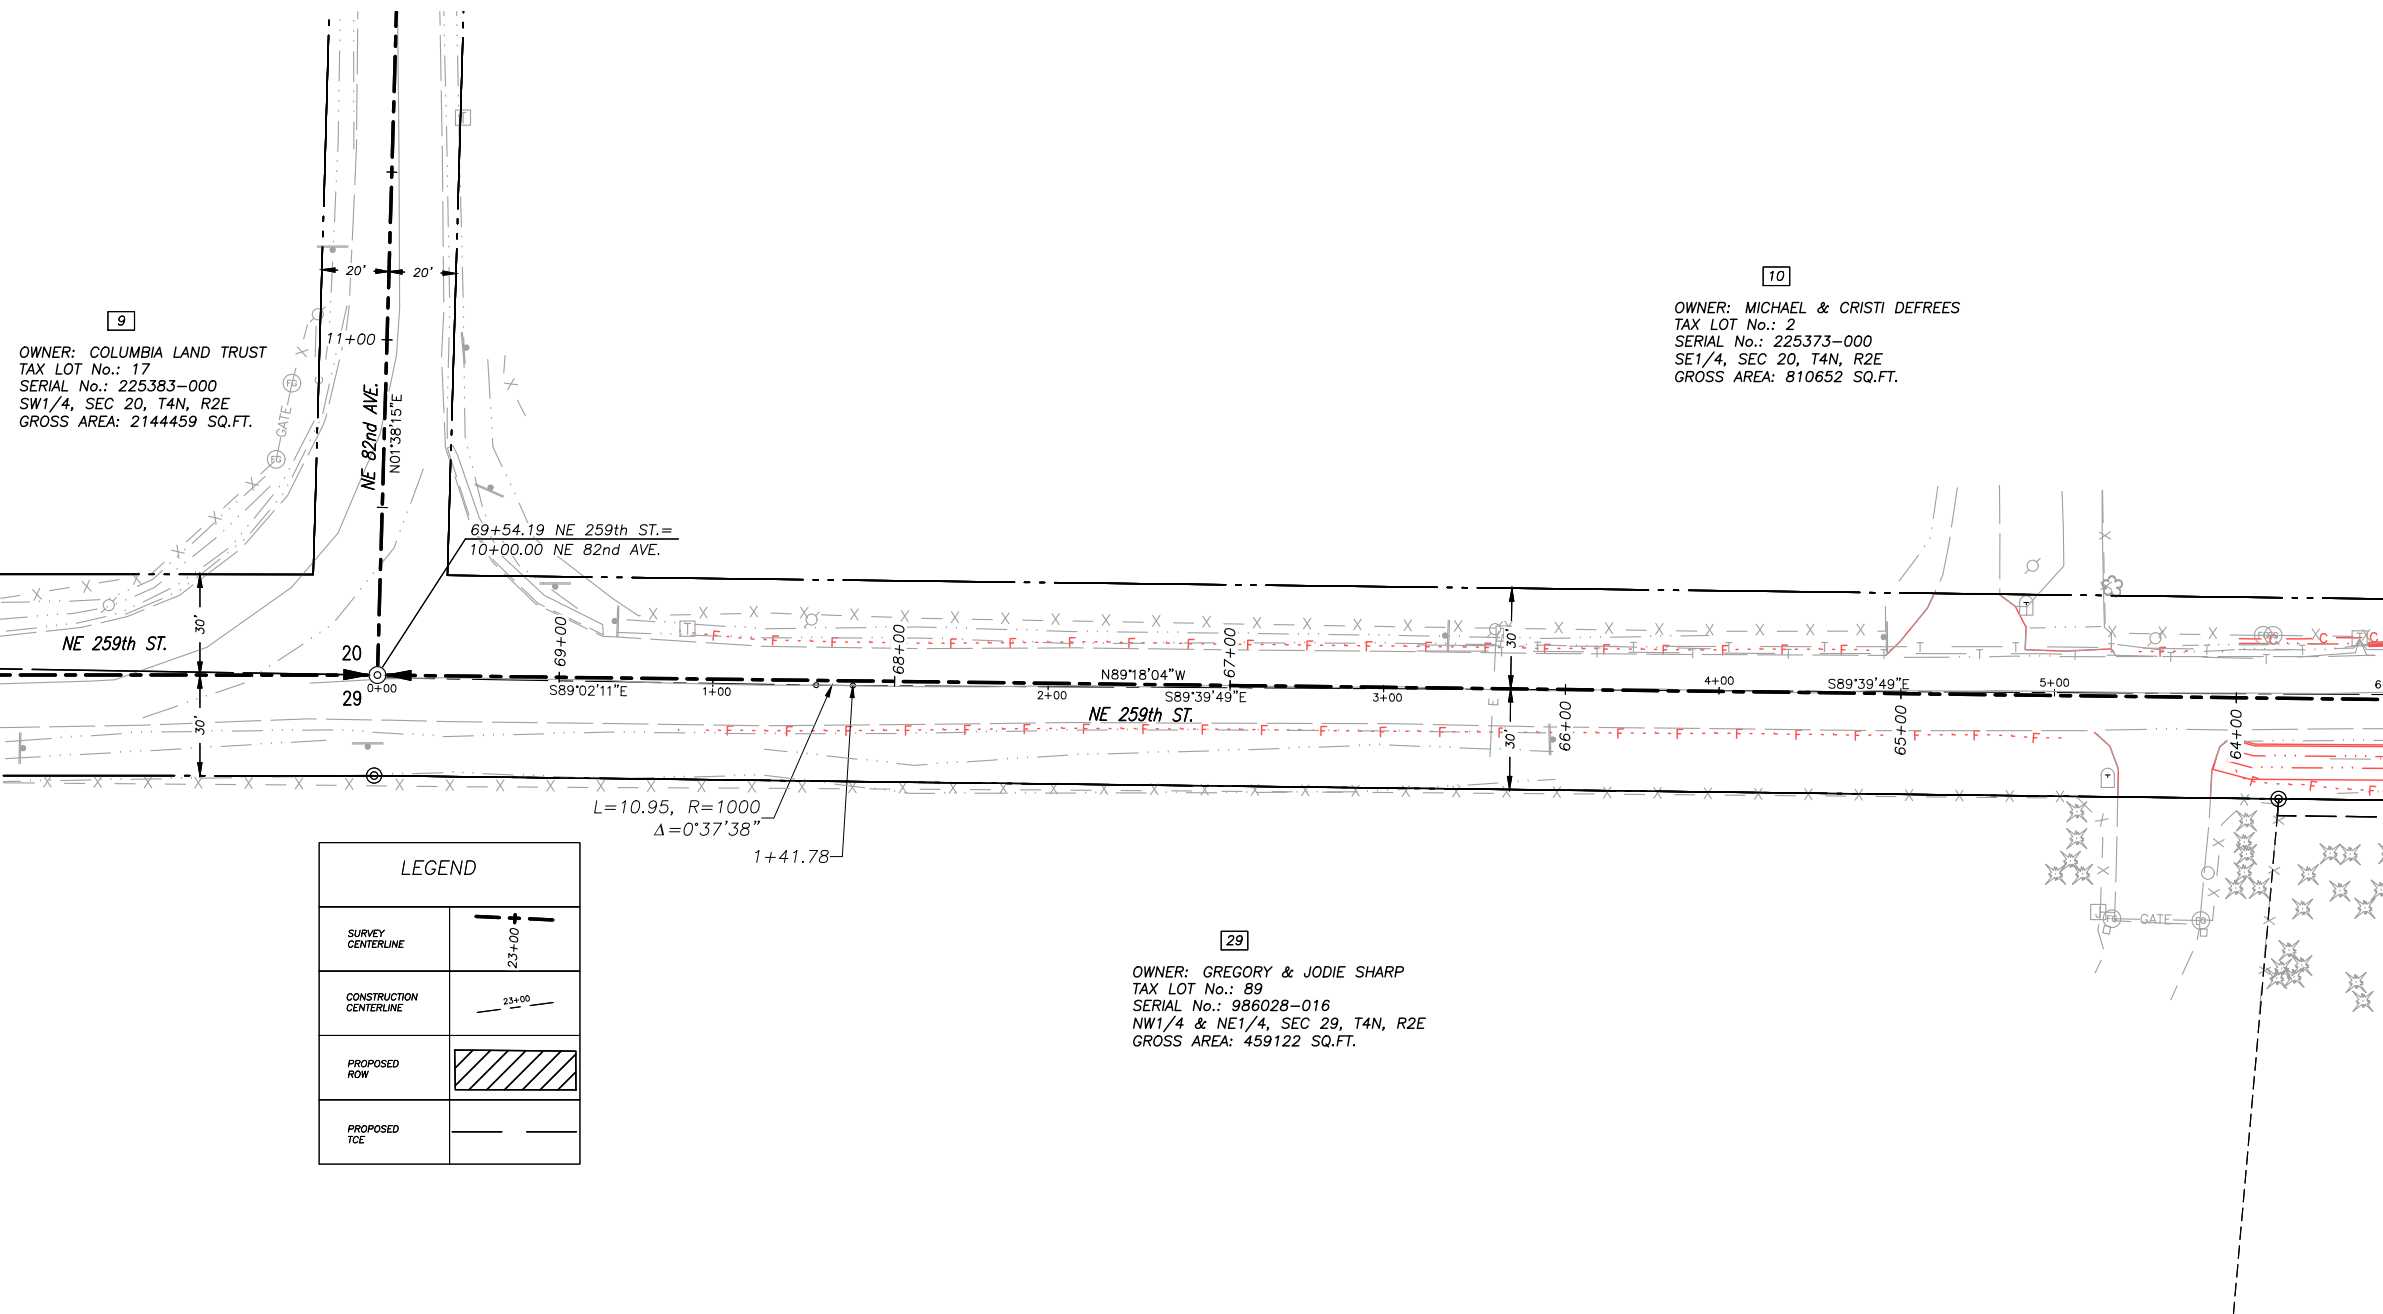 20'
20'
9
OWNER: COLUMBIA LAND TRUST
TAX LOT No.: 17
SERIAL No.: 225383-000
SW1/4, SEC 20, T4N, R2E
GROSS AREA: 2144459 SQ.FT.
11+00
NE 82nd AVE.
N01°38'15"E
GATE
FG
FG
10
OWNER: MICHAEL & CRISTI DEFREES
TAX LOT No.: 2
SERIAL No.: 225373-000
SE1/4, SEC 20, T4N, R2E
GROSS AREA: 810652 SQ.FT.
69+54.19 NE 259th ST.=
10+00.00 NE 82nd AVE.
NE 259th ST.
30'
30'
20
29
0+00
69+00
S89°02'11"E
1+00
68+00
2+00
N89°18'04"W
67+00
S89°39'49"E
NE 259th ST.
3+00
30'
30'
66+00
4+00
S89°39'49"E
65+00
5+00
64+00
L=10.95, R=1000
Δ=0°37'38"
1+41.78
GATE
FG
FG
LEGEND
SURVEY
CENTERLINE
23+00
CONSTRUCTION
CENTERLINE
23+00
PROPOSED
ROW
PROPOSED
TCE
29
OWNER: GREGORY & JODIE SHARP
TAX LOT No.: 89
SERIAL No.: 986028-016
NW1/4 & NE1/4, SEC 29, T4N, R2E
GROSS AREA: 459122 SQ.FT.